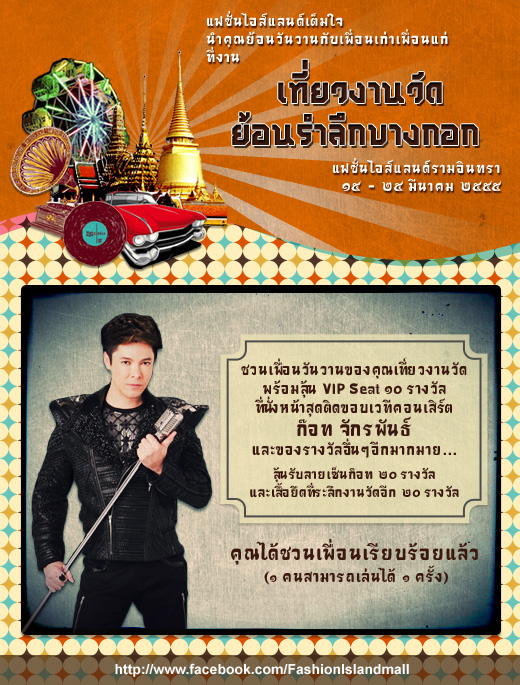 แฟชั่นไอส์แลนด์เต็มใจ
นำคุณย้อนวันวานกับเพื่อนเก่าเพื่อนแก่
ที่งาน
เที่ยวงานวัด
ย้อนรำลึกบางกอก
แฟชั่นไอส์แลนด์รามอินทรา
๑๔ - ๒๔ มีนาคม ๒๕๕๕
ชวนเพื่อนวันวานของคุณเที่ยวงานวัด
พร้อมลุ้น VIP Seat ๑๐ รางวัล
ที่นั่งหน้าสุดติดขอบเวทีคอนเสิร์ต
ก๊อท จักรพันธ์
และของรางวัลอื่นๆอีกมากมาย...
ลุ้นรับลายเซ็นก๊อท ๒๐ รางวัล
และเสื้อยืดที่ระลึกงานวัดอีก ๒๐ รางวัล
คุณได้ชวนเพื่อนเรียบร้อยแล้ว
(๑ คนสามารถเล่นได้ ๑ ครั้ง)
http://www.facebook.com/FashionIslandmall